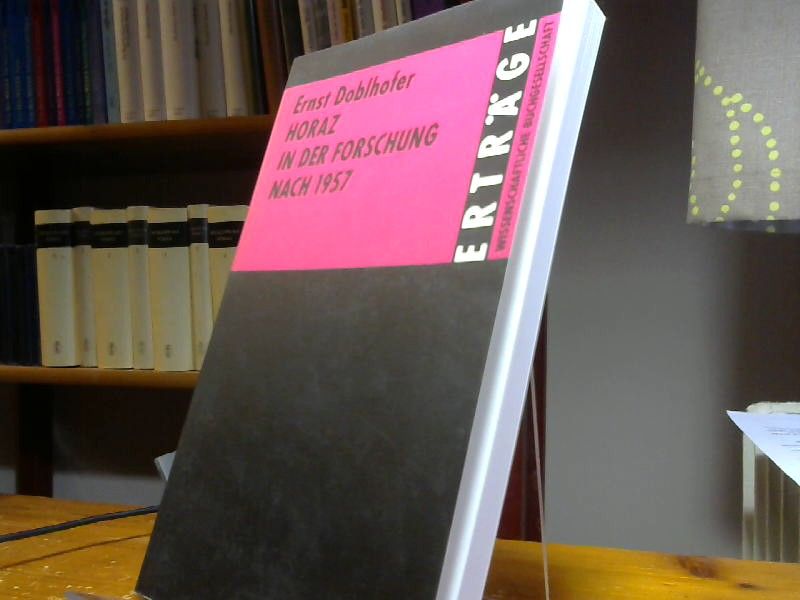 Ernst Doblhofer
HORAZ
IN DER FORSCHUNG
NACH 1957
ERTRÄGE
WISSENSCHAFTLICHE BUCHGESELLSCHAFT